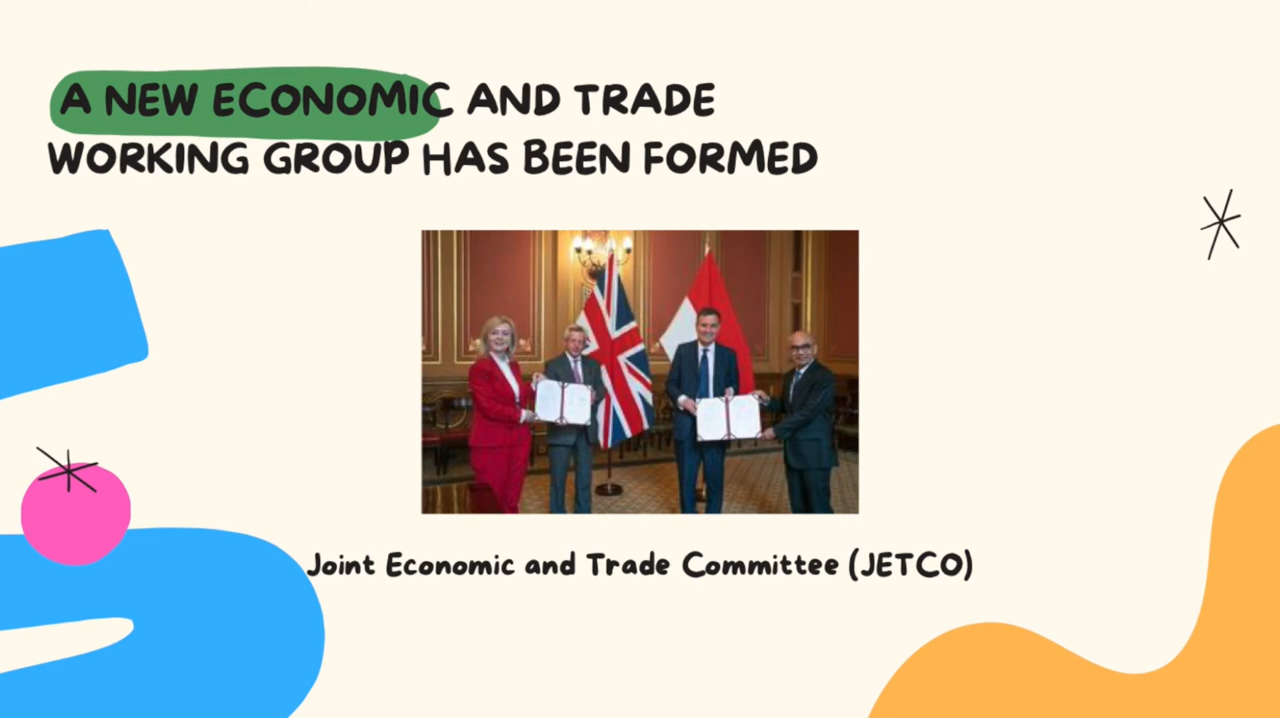 A NEW ECONOMIC AND TRADE
WORKING GROUP HAS BEEN FORMED
Joint Economic and Trade Committee (JETCO)